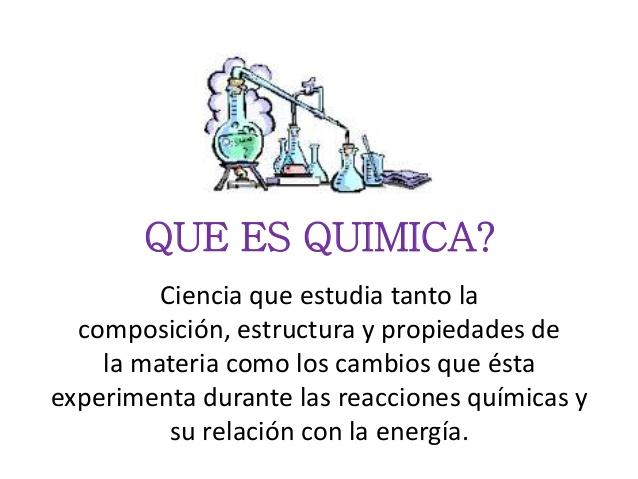 QUE ES QUIMICA?
Ciencia que estudia tanto la
composición, estructura y propiedades de
la materia como los cambios que ésta
experimenta durante las reacciones químicas y
su relación con la energía.